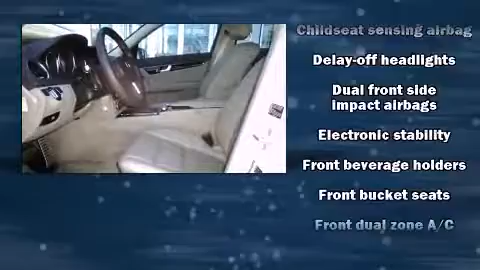 Childseat sensing airbag
Delay-off headlights
Dual front side
impact airbags
Electronic stability
Front beverage holders
Front bucket seats
Front dual zone A/C